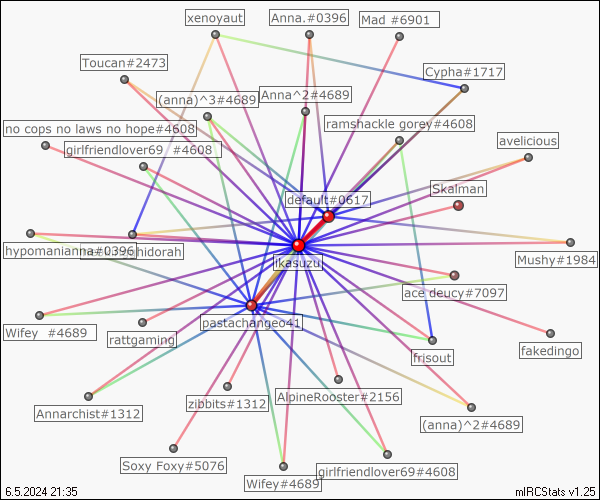 xenoyaut
Anna.#0396
Mad #6901
Toucan#2473
Cypha#1717
(anna)^3#4689
Anna^2#4689
no cops no laws no hope#4608
ramshackle gorey#4608
girlfriendlover69 #4608
avelicious
default#0617
Skalman
hypomanianna#0396
hidorah
ikasuzu
Mushy#1984
ace deucy#7097
Wifey #4689
rattgaming
pastachangeo41
frisout
fakedingo
Annarchist#1312
zibbits#1312
AlpineRooster#2156
(anna)^2#4689
Soxy Foxy#5076
Wifey#4689
girlfriendlover69#4608
6.5.2024 21:35
mIRCStats v1.25